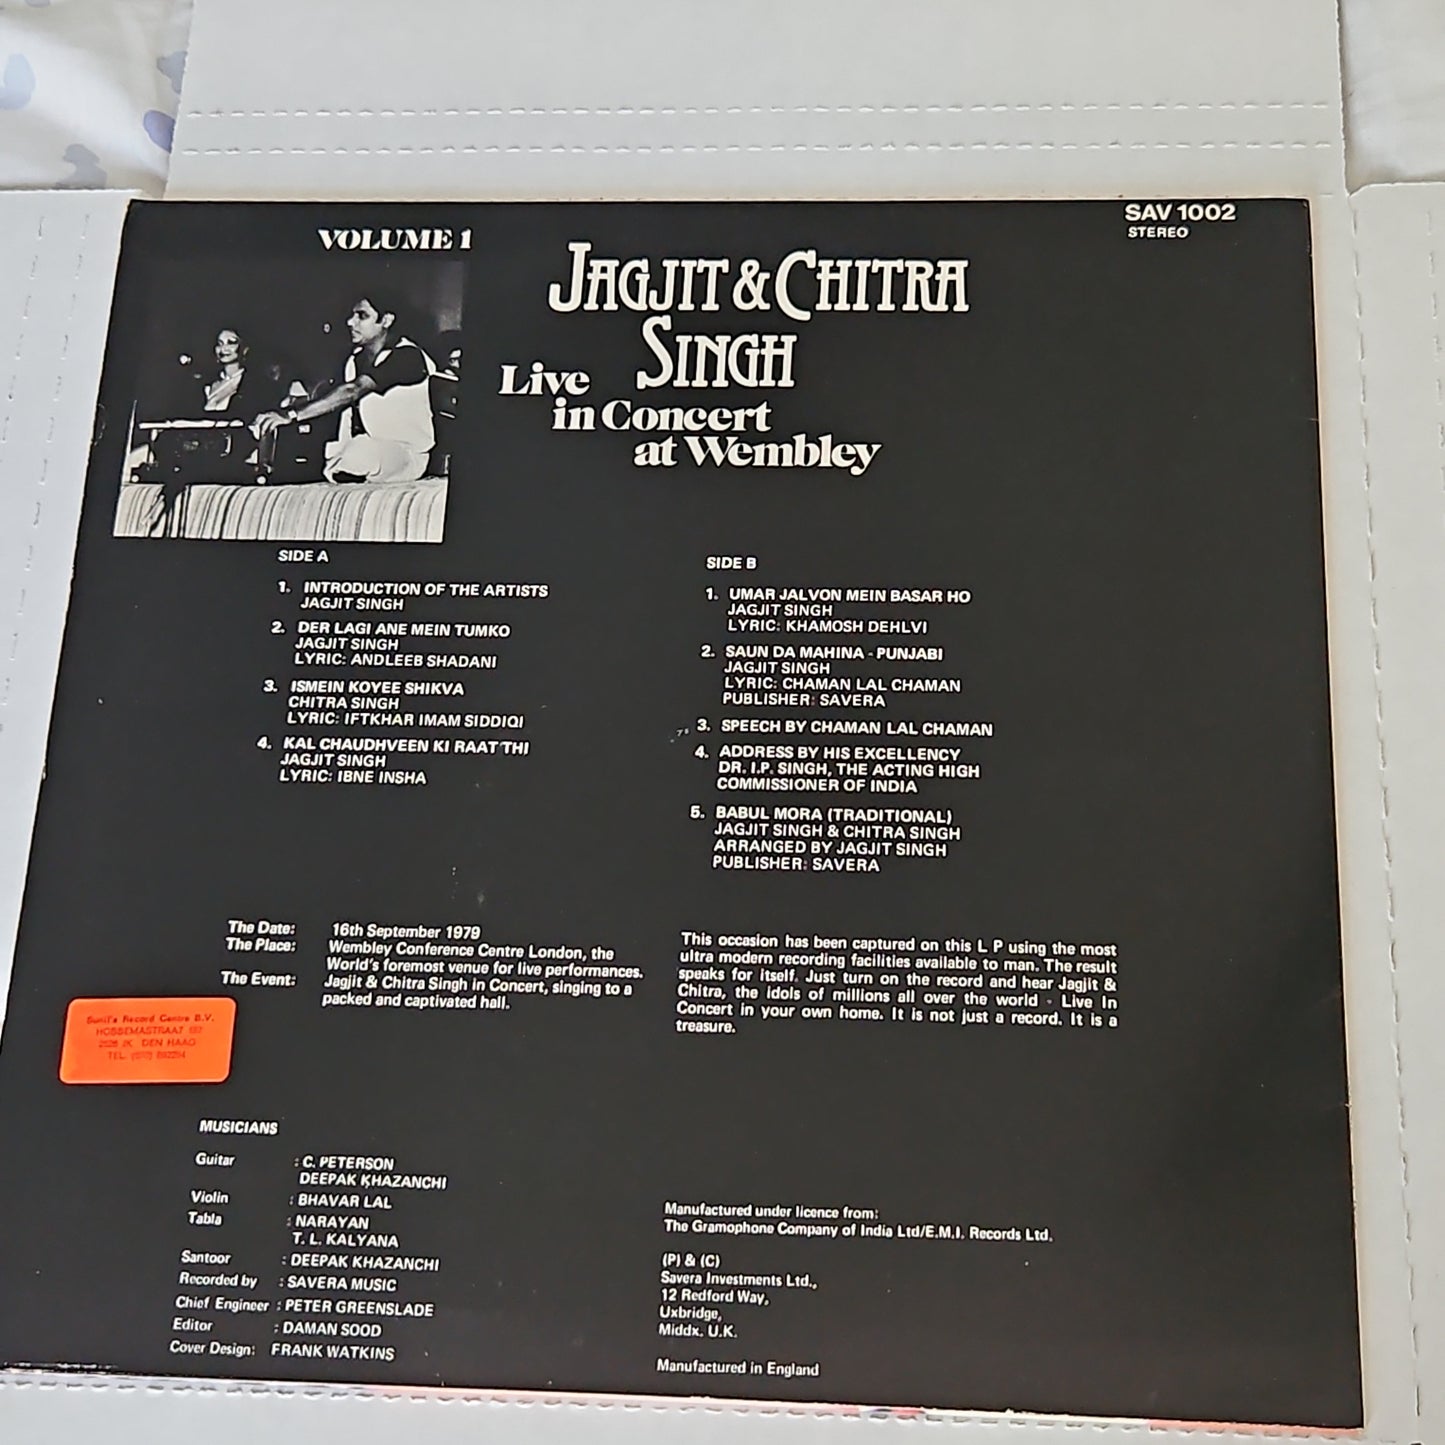 SAV 1002
STEREO
VOLUME 1
JAGJIT & CHITRA
SINGH
Live
in Concert
at Wembley
SIDE A
1. INTRODUCTION OF THE ARTISTS
JAGJIT SINGH
2. DER LAGI ANE MEIN TUMKO
JAGJIT SINGH
LYRIC: ANDLEEB SHADANI
3. ISMEIN KOYEE SHIKVA
CHITRA SINGH
LYRIC: IFTKHAR IMAM SIDDIQI
4. KAL CHAUDHVEEN KI RAAT THI
JAGJIT SINGH
LYRIC: IBNE INSHA
SIDE B
1. UMAR JALVON MEIN BASAR HO
JAGJIT SINGH
LYRIC: KHAMOSH DEHLVI
2. SAUN DA MAHINA - PUNJABI
JAGJIT SINGH
LYRIC: CHAMAN LAL CHAMAN
PUBLISHER: SAVERA
3. SPEECH BY CHAMAN LAL CHAMAN
4. ADDRESS BY HIS EXCELLENCY
DR. I.P. SINGH, THE ACTING HIGH
COMMISSIONER OF INDIA
5. BABUL MORA (TRADITIONAL)
JAGJIT SINGH & CHITRA SINGH
ARRANGED BY JAGJIT SINGH
PUBLISHER: SAVERA
The Date: 16th September 1979
The Place: Wembley Conference Centre London, the
World's foremost venue for live performances.
The Event: Jagjit & Chitra Singh in Concert, singing to a
packed and captivated hall.
This occasion has been captured on this L P using the most
ultra modern recording facilities available to man. The result
speaks for itself. Just turn on the record and hear Jagjit &
Chitra, the idols of millions all over the world - Live In
Concert in your own home. It is not just a record. It is a
treasure.
Sunil's Record Centre B.V.
HOBBEMASTRAAT
DEN HAAG
TEL.
MUSICIANS
Guitar : C. PETERSON
DEEPAK KHAZANCHI
Violin : BHAVAR LAL
Tabla : NARAYAN
T. L. KALYANA
Santoor : DEEPAK KHAZANCHI
Recorded by : SAVERA MUSIC
Chief Engineer : PETER GREENSLADE
Editor : DAMAN SOOD
Cover Design: FRANK WATKINS
Manufactured under licence from:
The Gramophone Company of India Ltd/E.M.I. Records Ltd.
(P) & (C)
Savera Investments Ltd.,
12 Redford Way,
Uxbridge,
Middx. U.K.
Manufactured in England